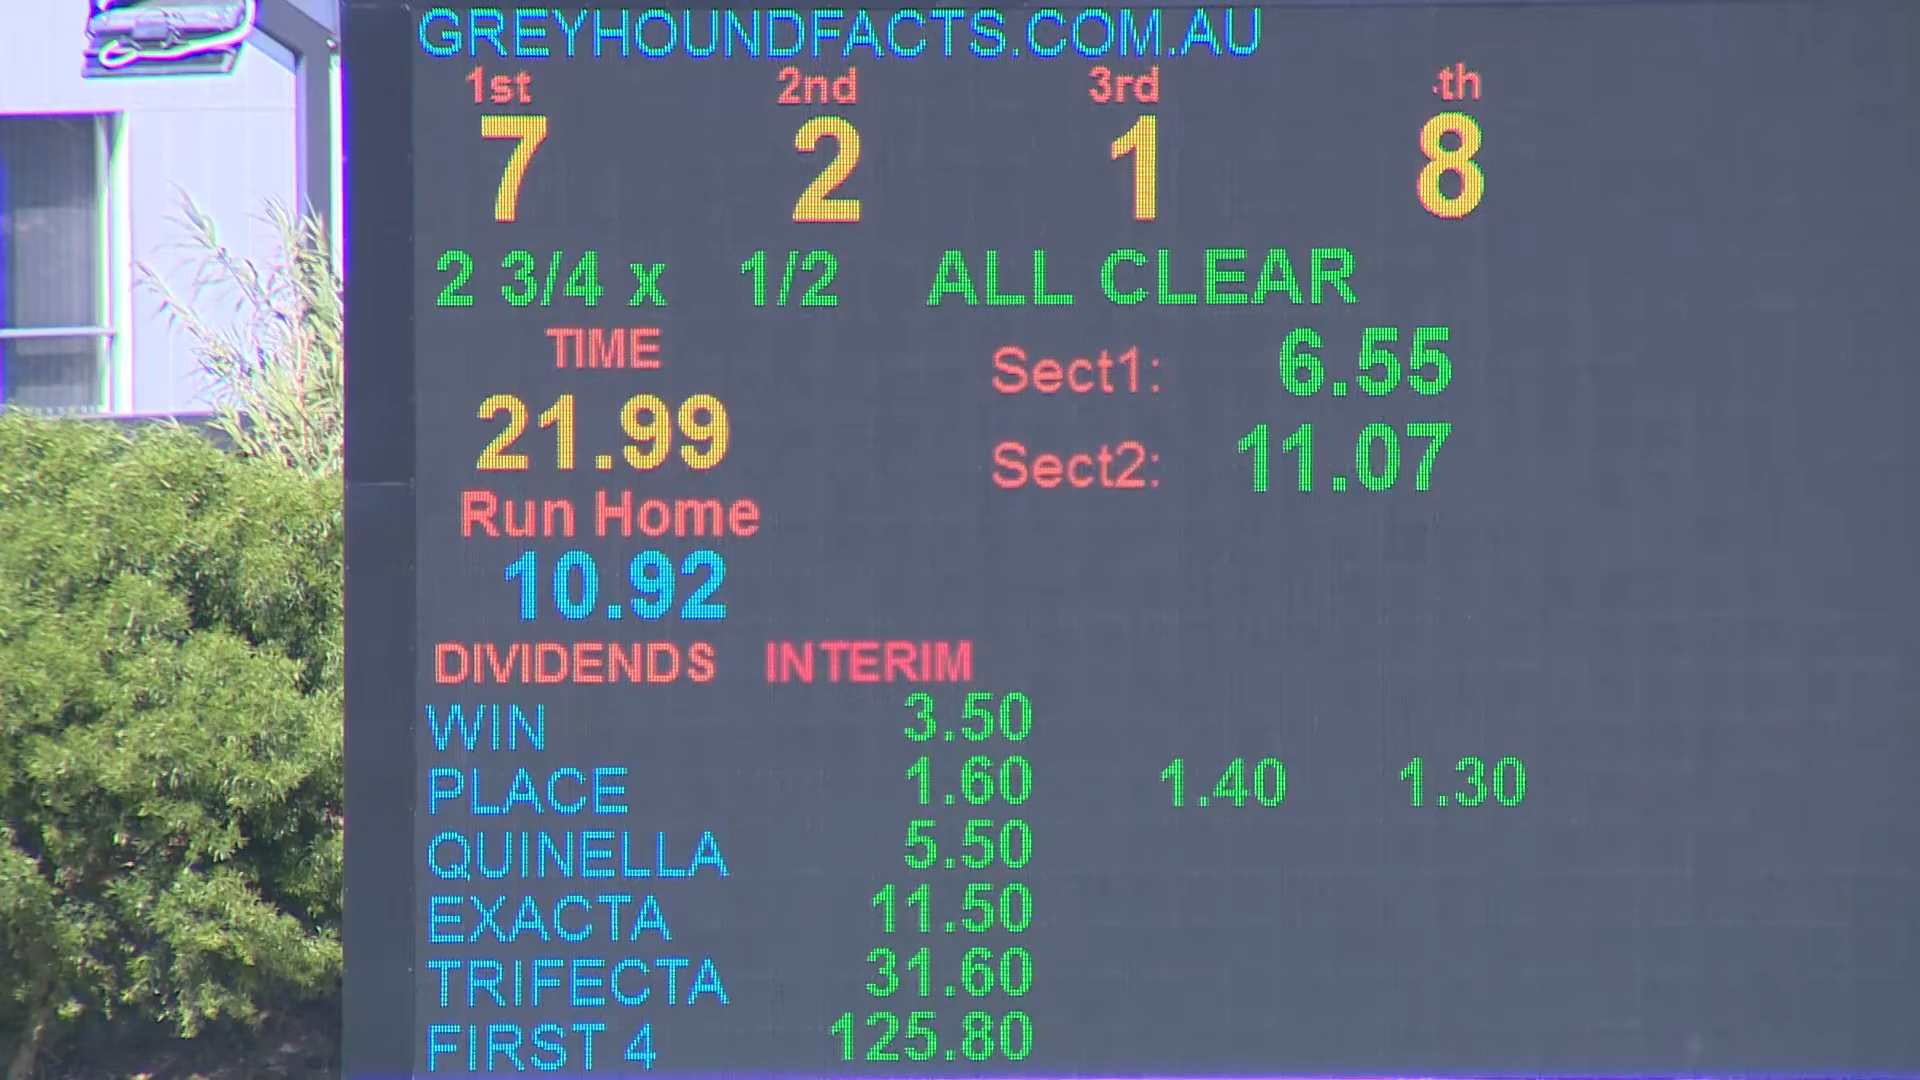 GREYHOUNDFACTS.COM.AU
1st 2nd 3rd th
7 2 1 8
2 3/4 x 1/2 ALL CLEAR
TIME
Sect1: 6.55
21.99
Sect2: 11.07
Run Home
10.92
DIVIDENDS INTERIM
WIN 3.50
PLACE 1.60 1.40 1.30
QUINELLA 5.50
EXACTA 11.50
TRIFECTA 31.60
FIRST 4 125.80